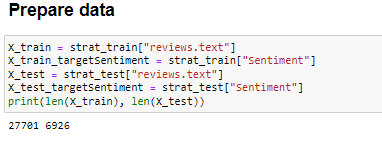 Prepare data
X_train = strat_train["reviews.text"]
X_train_targetSentiment = strat_train["Sentiment"]
X_test = strat_test["reviews.text"]
X_test_targetSentiment = strat_test["Sentiment"]
print(len(X_train), len(X_test))
27701 6926